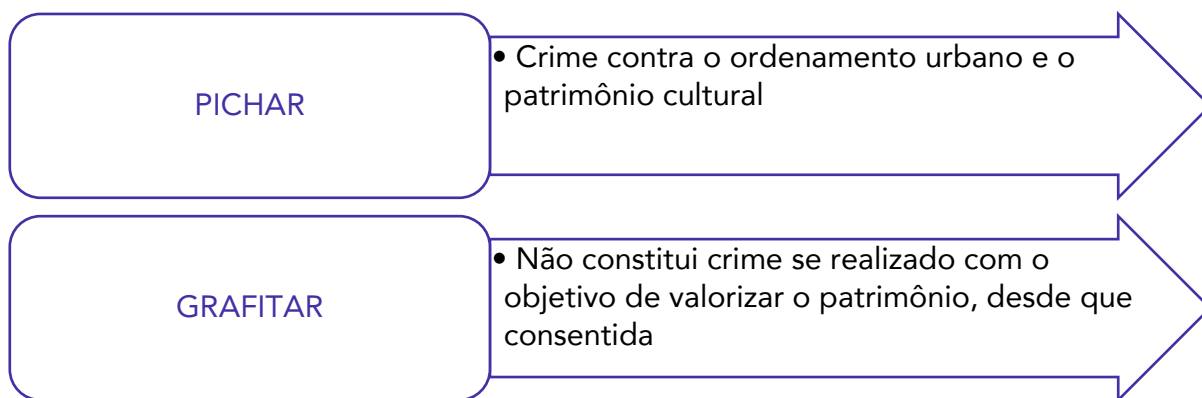 PICHAR
• Crime contra o ordenamento urbano e o
patrimônio cultural
GRAFITAR
• Não constitui crime se realizado com o
objetivo de valorizar o patrimônio, desde que
consentida